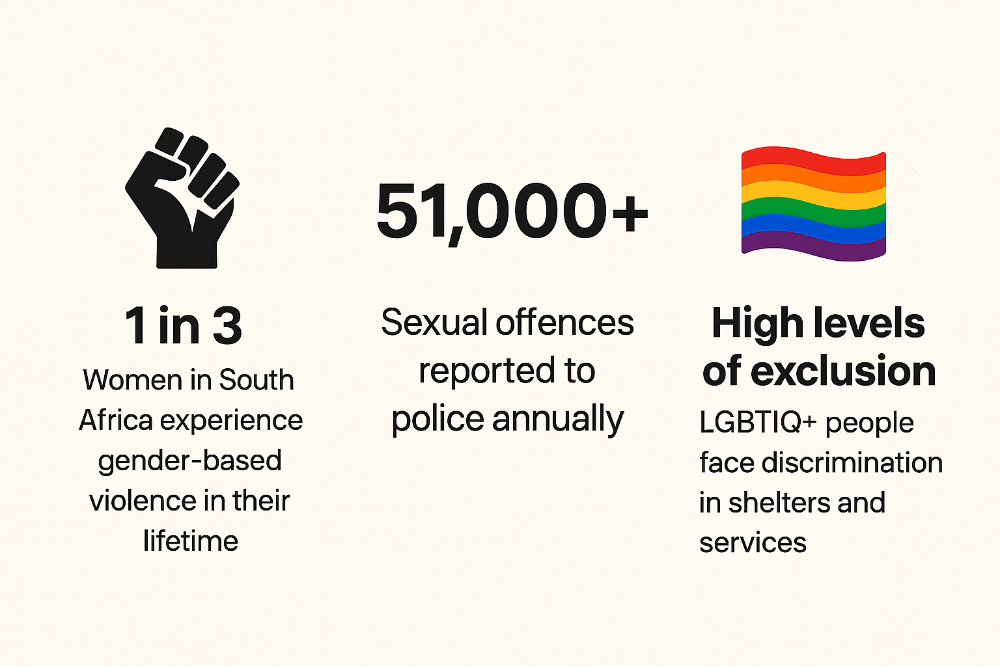 1 in 3
Women in South
Africa experience
gender-based
violence in their
lifetime
51,000+
Sexual offences
reported to
police annually
High levels
of exclusion
LGBTIQ+ people
face discrimination
in shelters and
services